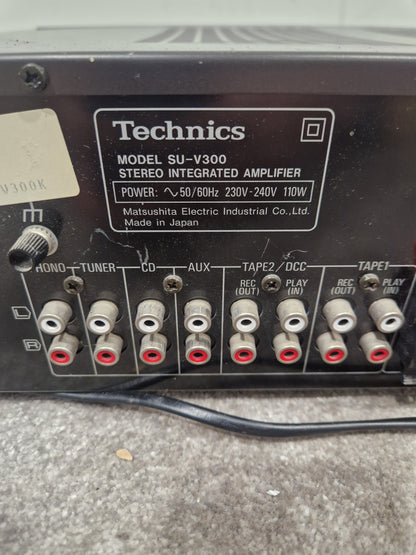 Technics
MODEL SU-V300
STEREO INTEGRATED AMPLIFIER
POWER: ∿50/60Hz 230V-240V 110W
Matsushita Electric Industrial Co.,Ltd.
Made in Japan
V300K
TUNER
CD
AUX
TAPE2/DCC
TAPE1
REC
(OUT)
PLAY
(IN)
REC
(OUT)
PLAY
(IN)
L
R